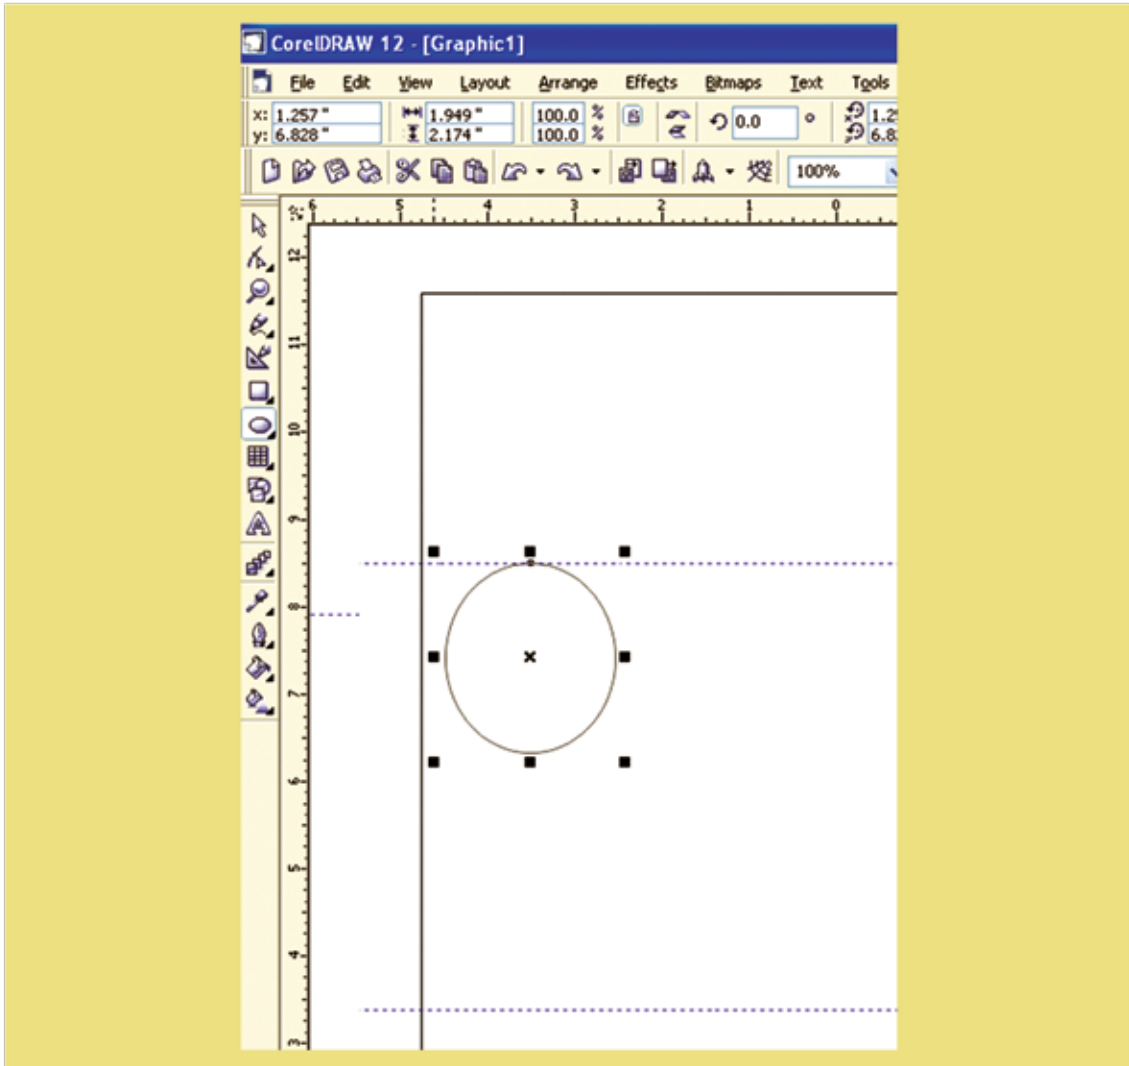 CorelDRAW 12 - [Graphic1]
File Edit View Layout Arrange Effects Bitmaps Text Tools
x: 1.257 " 1.949 " 100.0 % 0.0 °
y: 6.828 " 2.174 " 100.0 %
100%
6 5 4 3 2 1 0
12
11
10
9
8
7
6
5
4
3